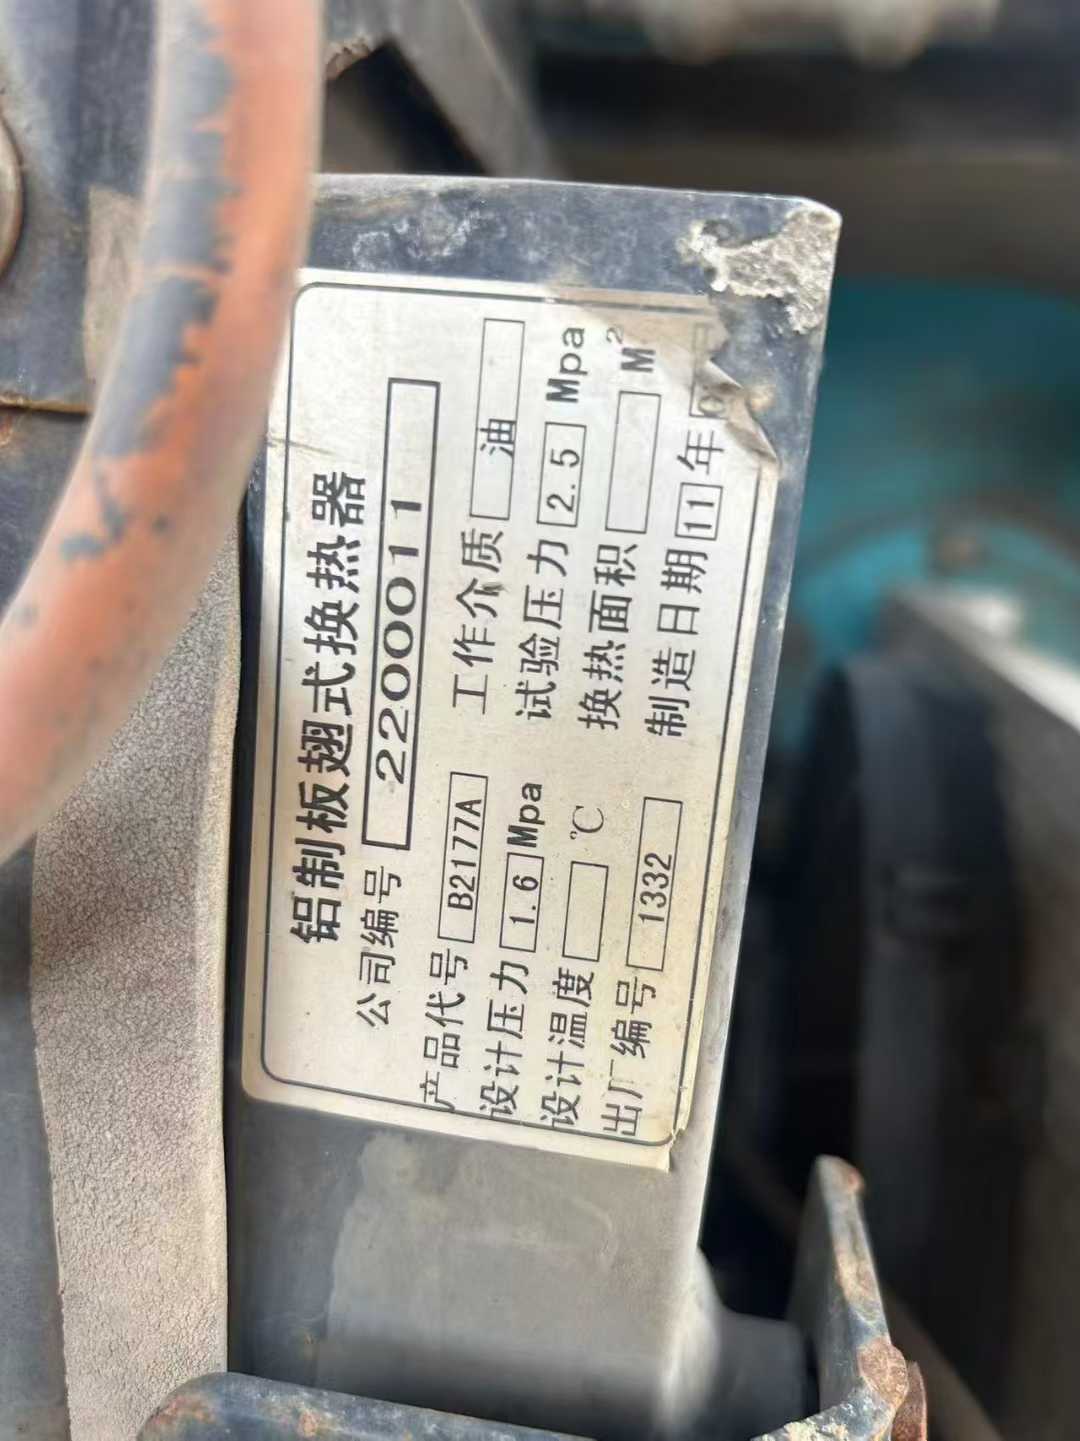 铝制板翅式换热器
公司编号 220011
产品代号 B2177A 工作介质 油
设计压力 1.6 Mpa 试验压力 2.5 Mpa
设计温度 ℃ 换热面积 M²
出厂编号 1332 制造日期 11 年